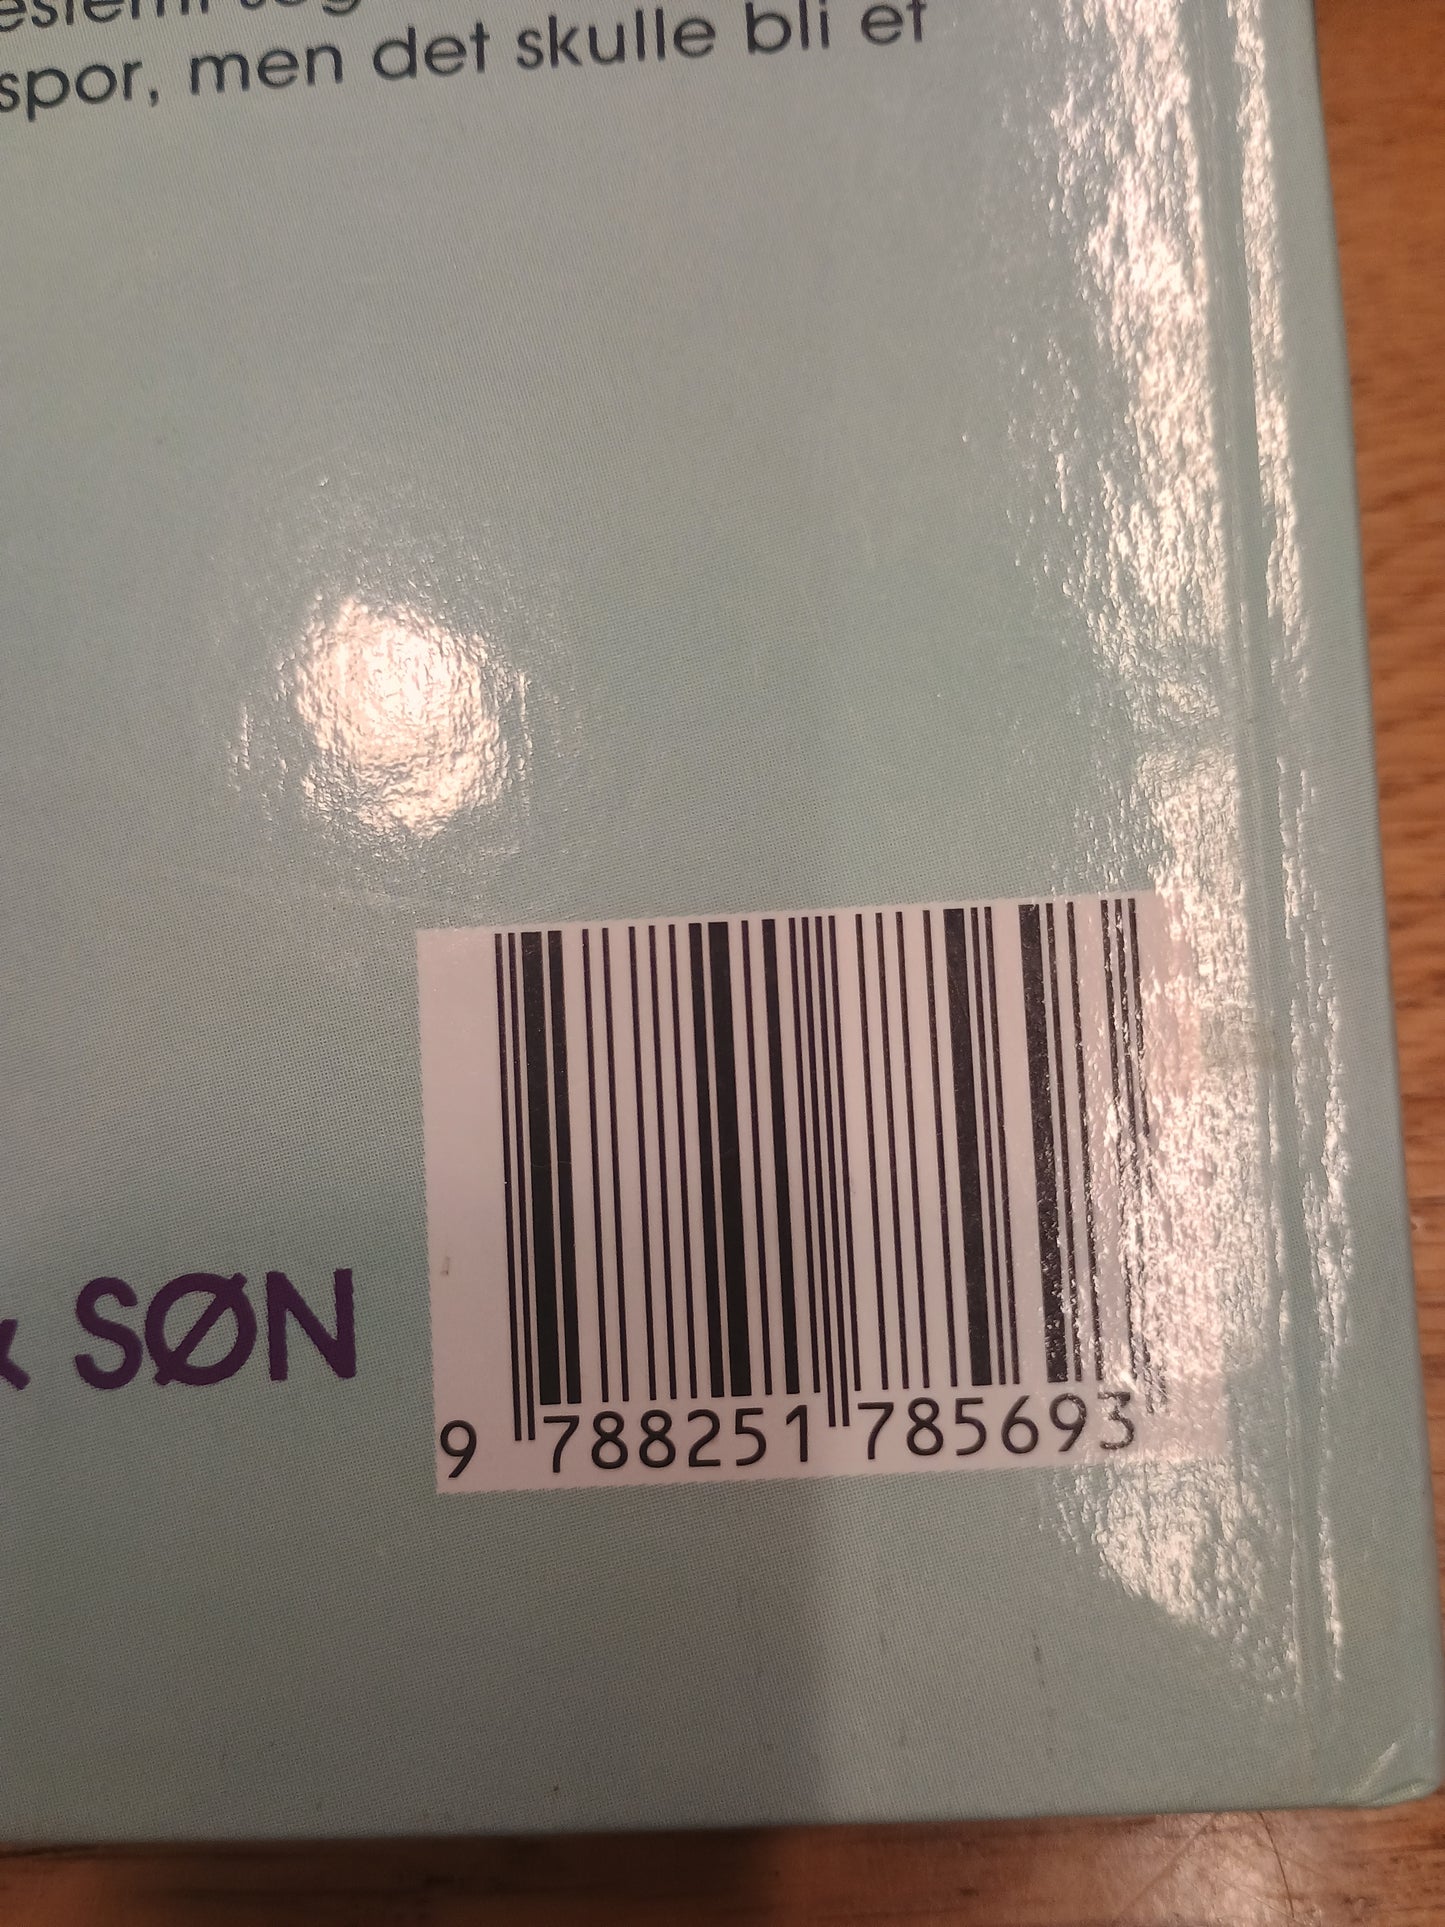 spor, men det skulle bli et
& SØN
9 788251 785693